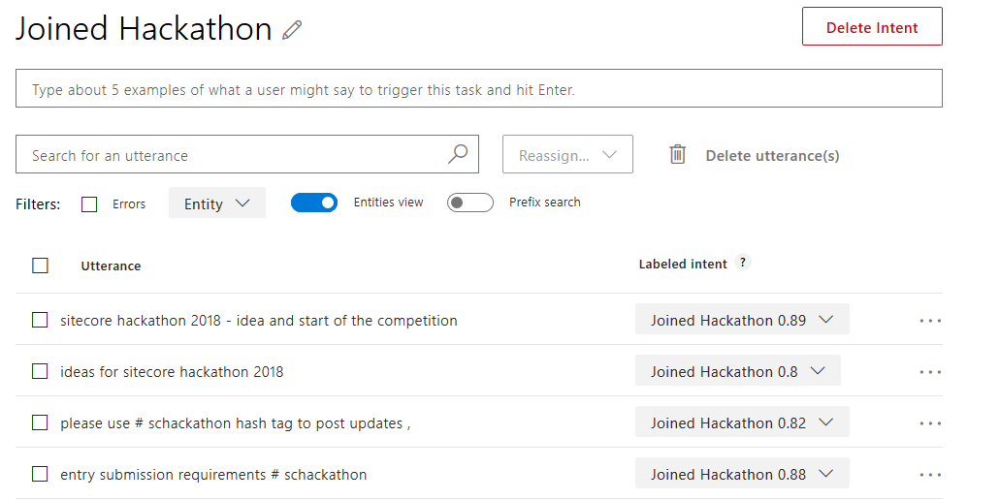 Joined Hackathon
Delete Intent
Type about 5 examples of what a user might say to trigger this task and hit Enter.
Search for an utterance
Reassign...
Delete utterance(s)
Filters:
Errors
Entity
Entities view
Prefix search
Utterance
Labeled intent ?
sitecore hackathon 2018 - idea and start of the competition
Joined Hackathon 0.89
ideas for sitecore hackathon 2018
Joined Hackathon 0.8
please use # schackathon hash tag to post updates ,
Joined Hackathon 0.82
entry submission requirements # schackathon
Joined Hackathon 0.88